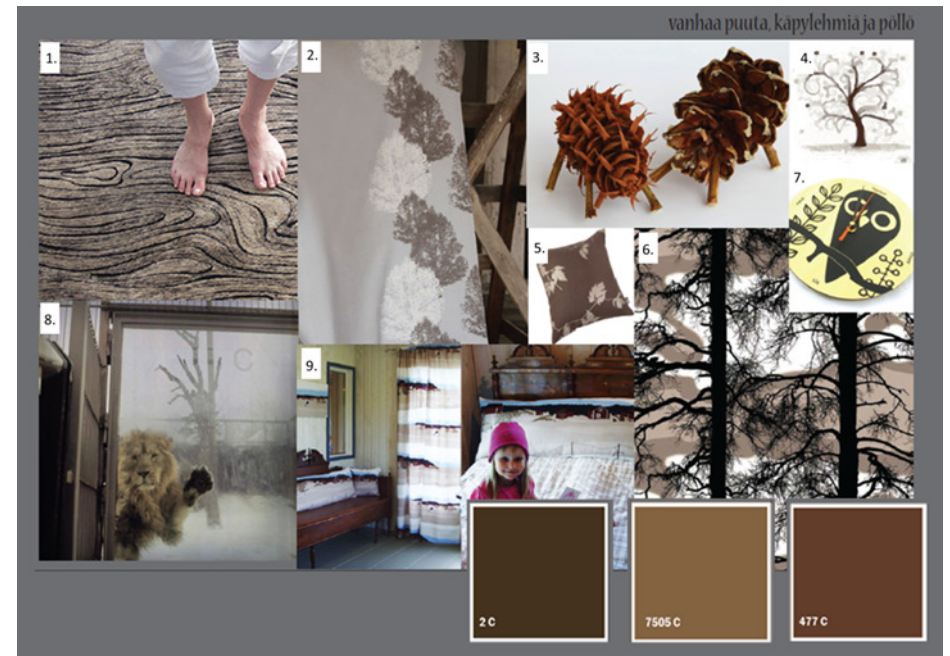 vanhaa puuta, käpylehmiä ja pöllö
1.
2.
3.
4.
5.
6.
7.
8.
9.
C
2 C
7505 C
477 C